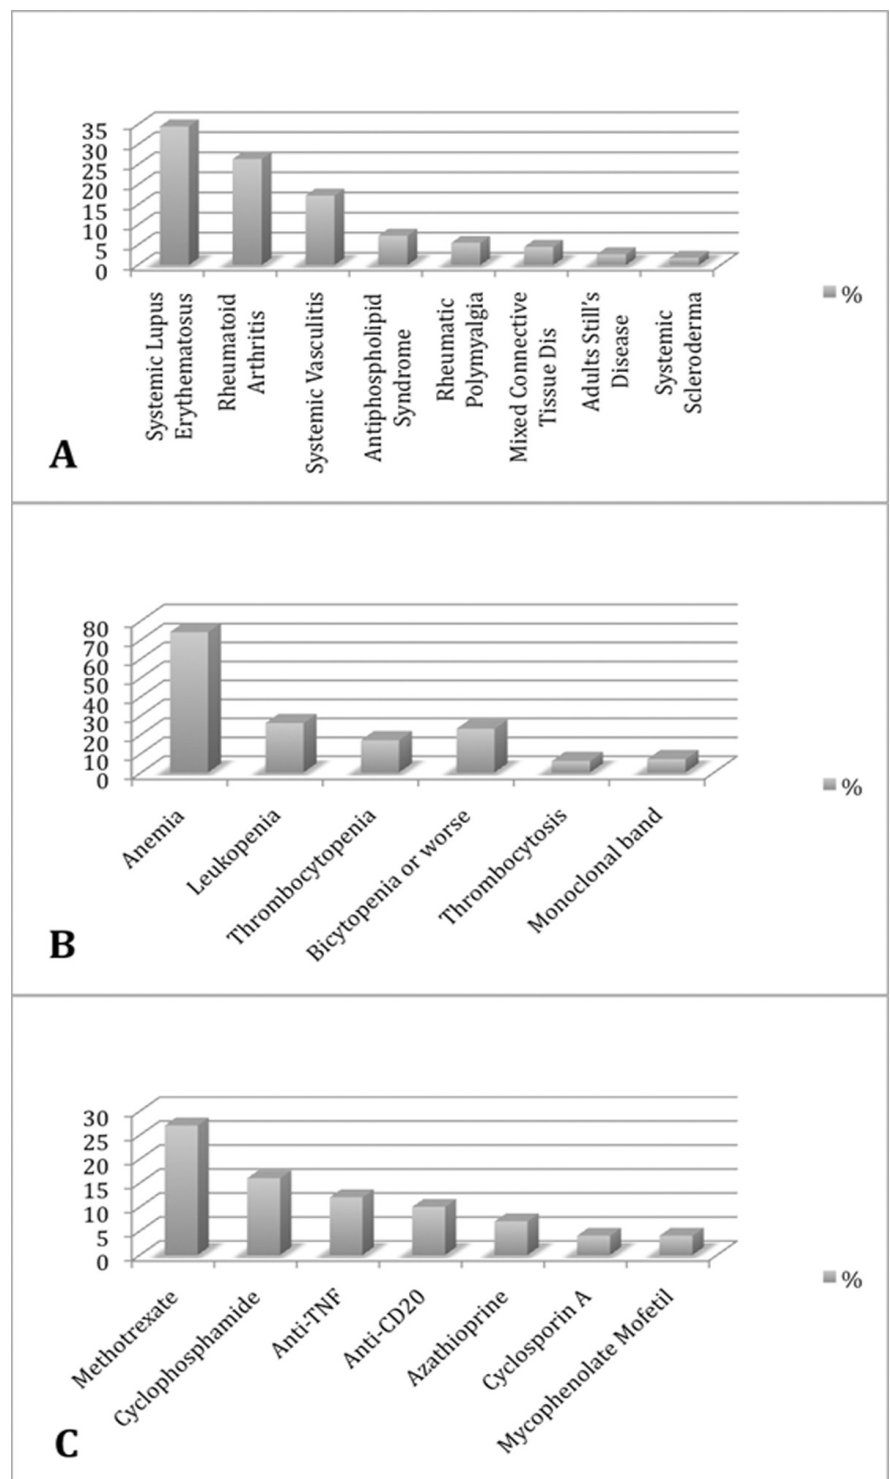 35
30
25
20
15
10
5
0
Systemic Lupus
Erythematosus
Rheumatoid
Arthritis
Systemic Vasculitis
Antiphospholipid
Syndrome
Rheumatic
Polymyalgia
Mixed Connective
Tissue Dis
Adults Still's
Disease
Systemic
Scleroderma
%
A
80
70
60
50
40
30
20
10
0
Anemia
Leukopenia
Thrombocytopenia
Bicytopenia or worse
Thrombocytosis
Monoclonal band
%
B
30
25
20
15
10
5
0
Methotrexate
Cyclophosphamide
Anti-TNF
Anti-CD20
Azathioprine
Cyclosporin A
Mycophenolate Mofetil
%
C